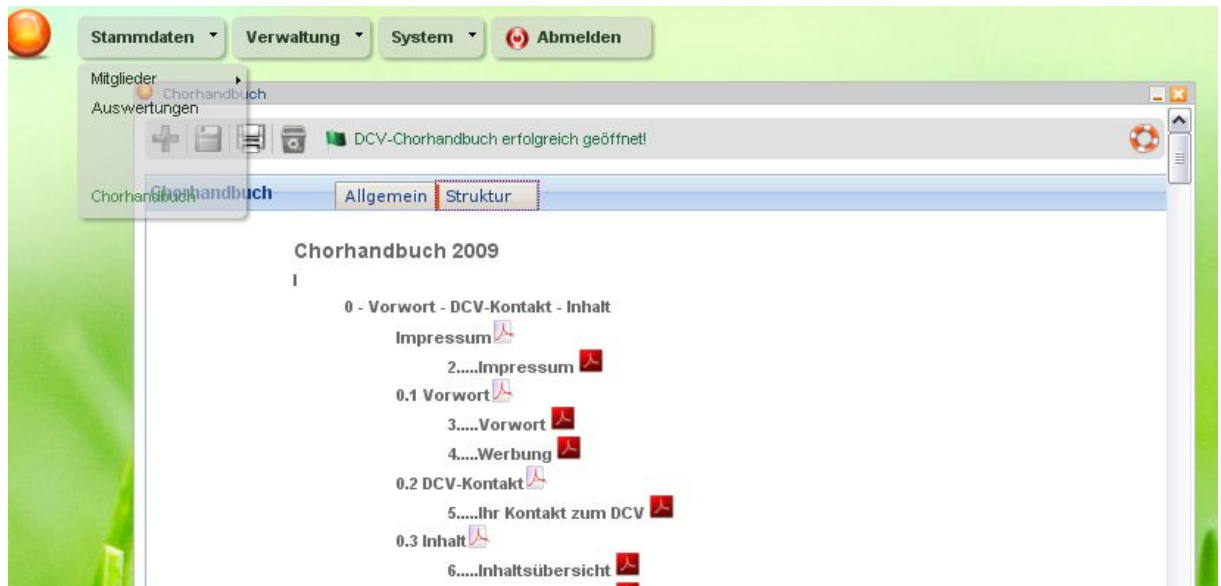 Stammdaten Verwaltung System Abmelden
Mitglieder
Chorhandbuch
Auswertungen
DCV-Chorhandbuch erfolgreich geöffnet!
Chorhandbuch
Chorhandbuch Allgemein Struktur
Chorhandbuch 2009
I
0 - Vorwort - DCV-Kontakt - Inhalt
Impressum
2.....Impressum
0.1 Vorwort
3.....Vorwort
4.....Werbung
0.2 DCV-Kontakt
5.....Ihr Kontakt zum DCV
0.3 Inhalt
6.....Inhaltsübersicht